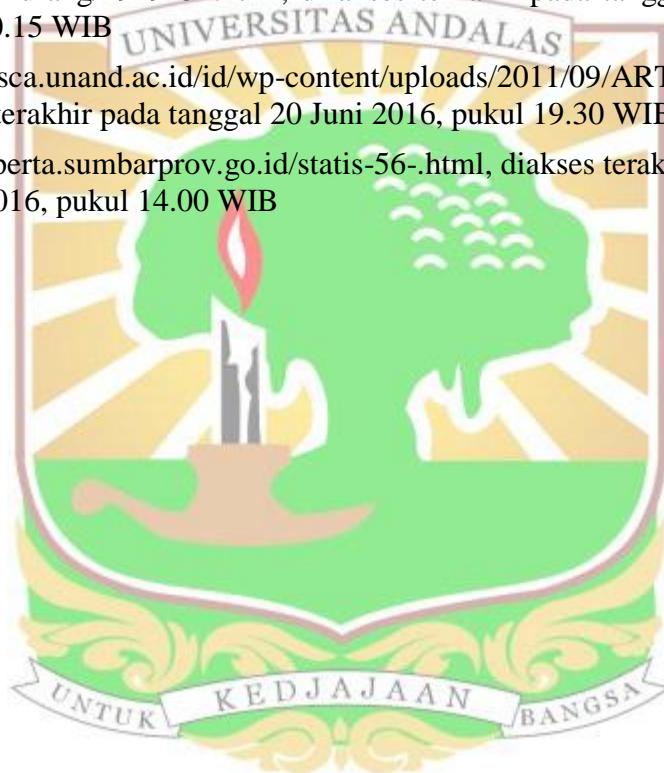 0.15 WIB
UNIVERSITAS ANDALAS
sca.unand.ac.id/id/wp-content/uploads/2011/09/ART
terakhir pada tanggal 20 Juni 2016, pukul 19.30 WIB
perta.sumbarprov.go.id/statis-56-.html, diakses terak
016, pukul 14.00 WIB
UNTUK KEDJAJAAN BANGSA